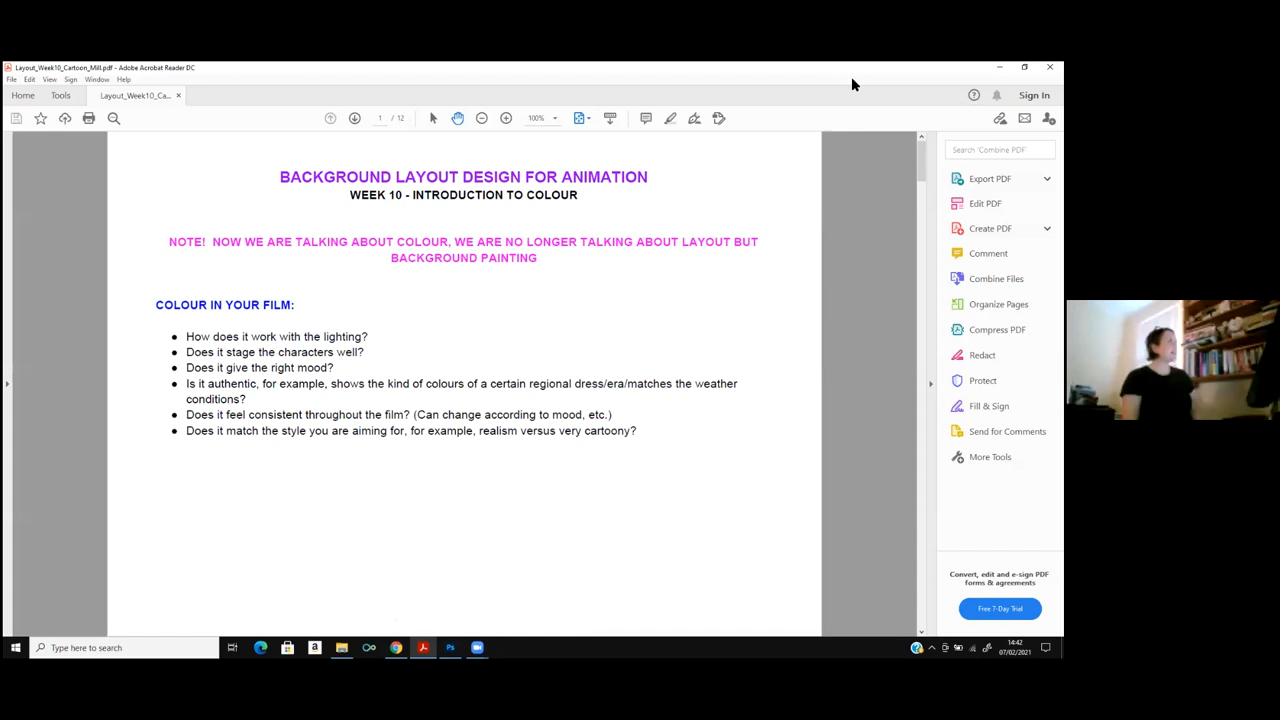 Layout_Week10_Cartoon_Mill.pdf - Adobe Acrobat Reader DC
File Edit View Sign Window Help
Home Tools Layout_Week10_Ca... × Sign In
1 / 12 100%
BACKGROUND LAYOUT DESIGN FOR ANIMATION
WEEK 10 - INTRODUCTION TO COLOUR
NOTE! NOW WE ARE TALKING ABOUT COLOUR, WE ARE NO LONGER TALKING ABOUT LAYOUT BUT
BACKGROUND PAINTING
COLOUR IN YOUR FILM:
● How does it work with the lighting?
● Does it stage the characters well?
● Does it give the right mood?
● Is it authentic, for example, shows the kind of colours of a certain regional dress/era/matches the weather
conditions?
● Does it feel consistent throughout the film? (Can change according to mood, etc.)
● Does it match the style you are aiming for, for example, realism versus very cartoony?
Search 'Combine PDF'
Export PDF
Edit PDF
Create PDF
Comment
Combine Files
Organize Pages
Compress PDF
Redact
Protect
Fill & Sign
Send for Comments
More Tools
Convert, edit and e-sign PDF
forms & agreements
Free 7-Day Trial
Type here to search
14:42
07/02/2021